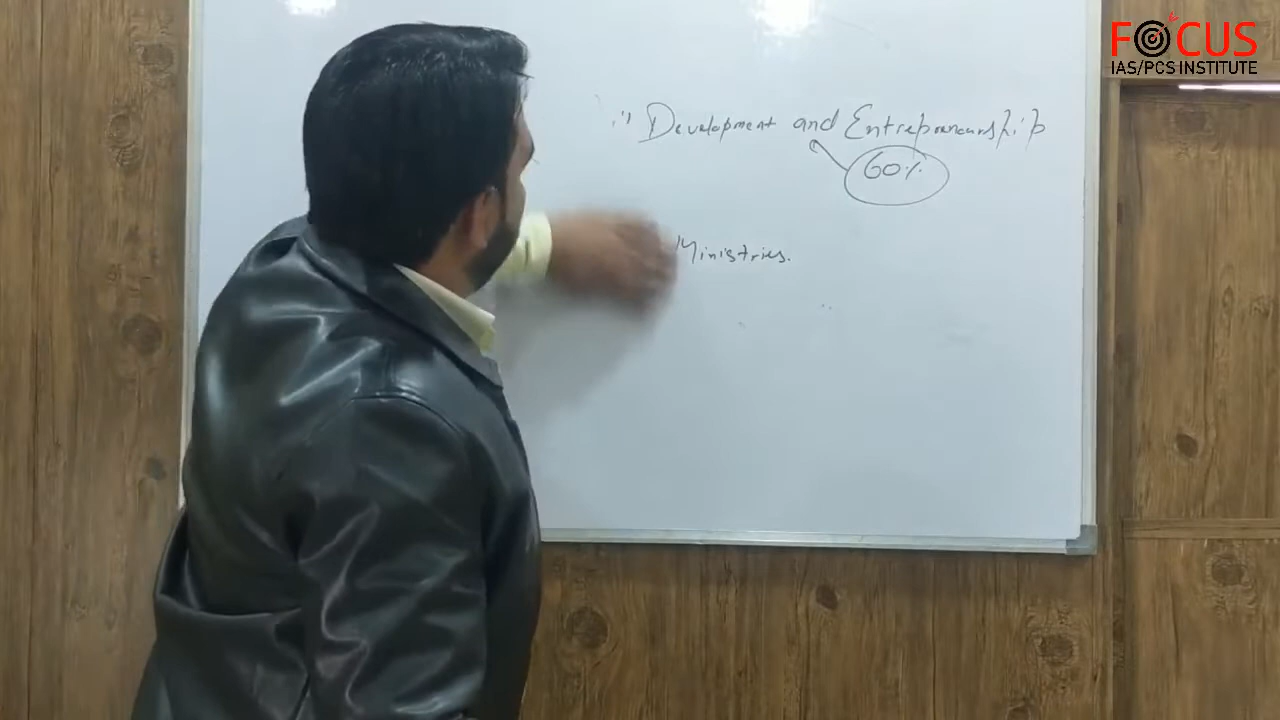 FOCUS
IAS/PCS INSTITUTE
Development and Entrepreneurship
60%
Ministries.